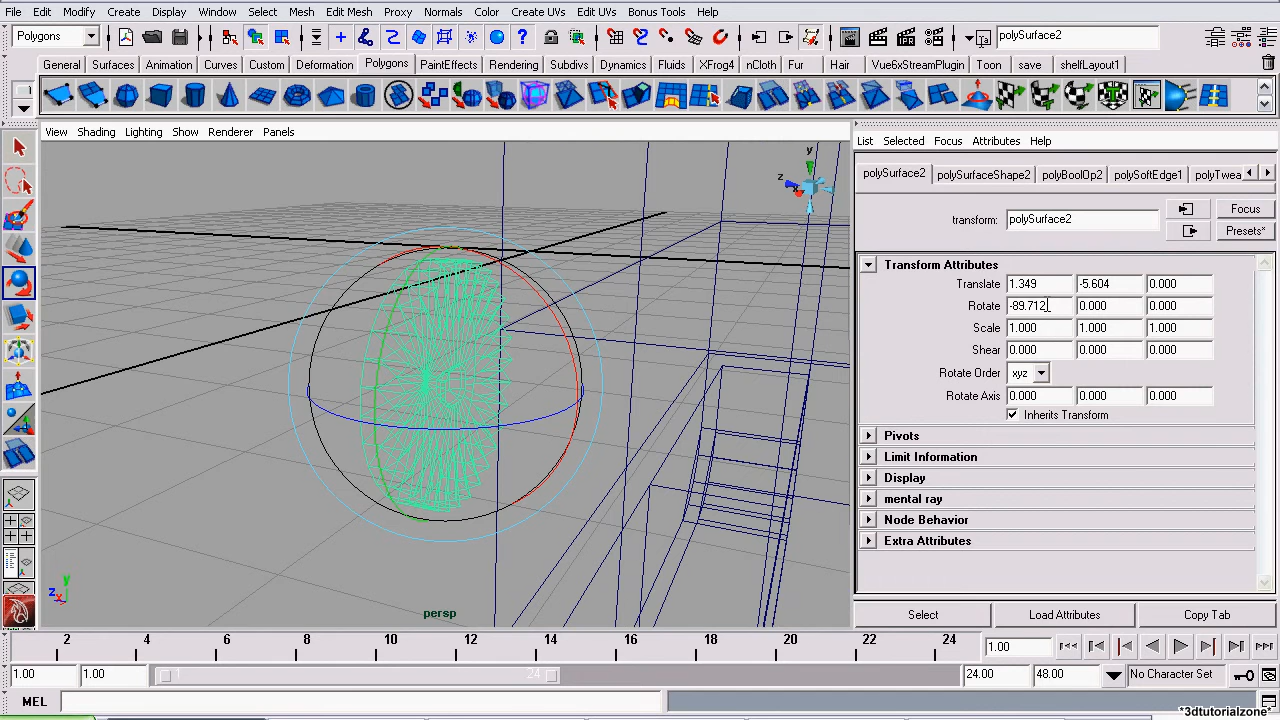 File Edit Modify Create Display Window Select Mesh Edit Mesh Proxy Normals Color Create UVs Edit UVs Bonus Tools Help
Polygons
polySurface2
General Surfaces Animation Curves Custom Deformation Polygons PaintEffects Rendering Subdivs Dynamics Fluids XFrog4 nCloth Fur Hair Vue6xStreamPlugin Toon save shelfLayout1
View Shading Lighting Show Renderer Panels
List Selected Focus Attributes Help
y
z
x
polySurface2 polySurfaceShape2 polyBoolOp2 polySoftEdge1 polyTwea
transform: polySurface2
Focus
Presets*
Transform Attributes
Translate 1.349 -5.604 0.000
Rotate -89.712 0.000 0.000
Scale 1.000 1.000 1.000
Shear 0.000 0.000 0.000
Rotate Order xyz
Rotate Axis 0.000 0.000 0.000
Inherits Transform
Pivots
Limit Information
Display
mental ray
Node Behavior
Extra Attributes
y
z x
persp
Select Load Attributes Copy Tab
2 4 6 8 10 12 14 16 18 20 22 24
1.00
1.00 1.00 1 24 24.00 48.00 No Character Set
MEL
*3dtutorialzone*